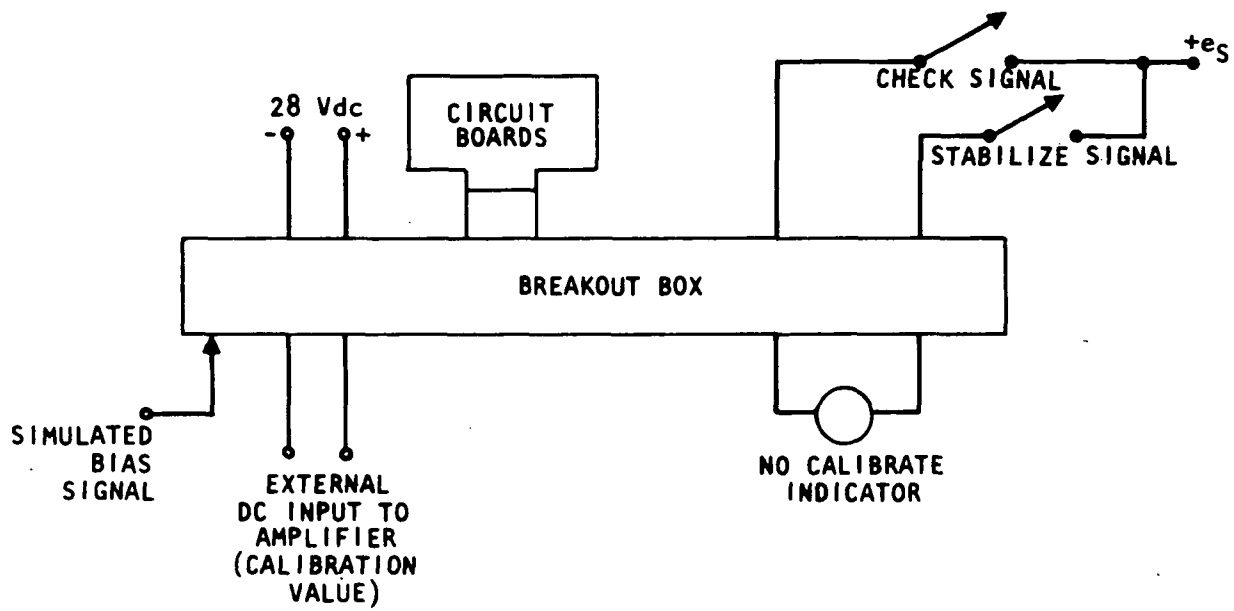 +eS
CHECK SIGNAL
28 Vdc
- +
CIRCUIT
BOARDS
STABILIZE SIGNAL
BREAKOUT BOX
SIMULATED
BIAS
SIGNAL
EXTERNAL
DC INPUT TO
AMPLIFIER
(CALIBRATION
VALUE)
NO CALIBRATE
INDICATOR